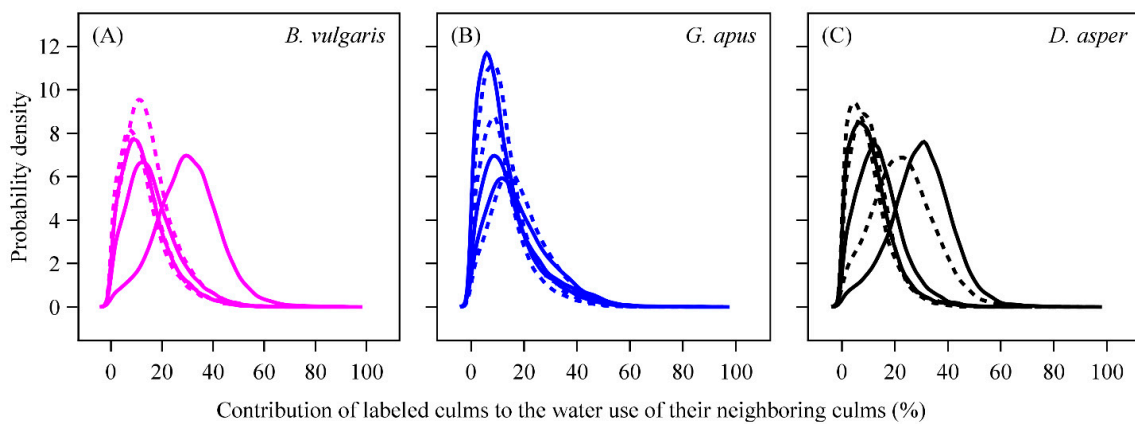 (A) B. vulgaris
(B) G. apus
(C) D. asper
Probability density
12
10
8
6
4
2
0
0 20 40 60 80 100
0 20 40 60 80 100
0 20 40 60 80 100
Contribution of labeled culms to the water use of their neighboring culms (%)